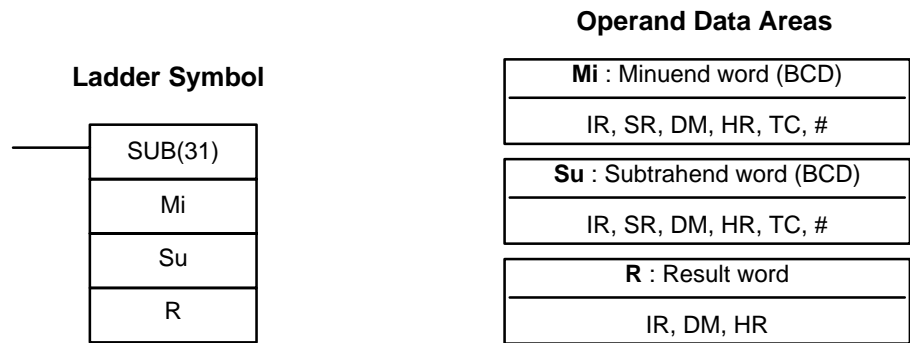 Ladder Symbol
SUB(31)
Mi
Su
R
Operand Data Areas
Mi : Minuend word (BCD)
IR, SR, DM, HR, TC, #
Su : Subtrahend word (BCD)
IR, SR, DM, HR, TC, #
R : Result word
IR, DM, HR